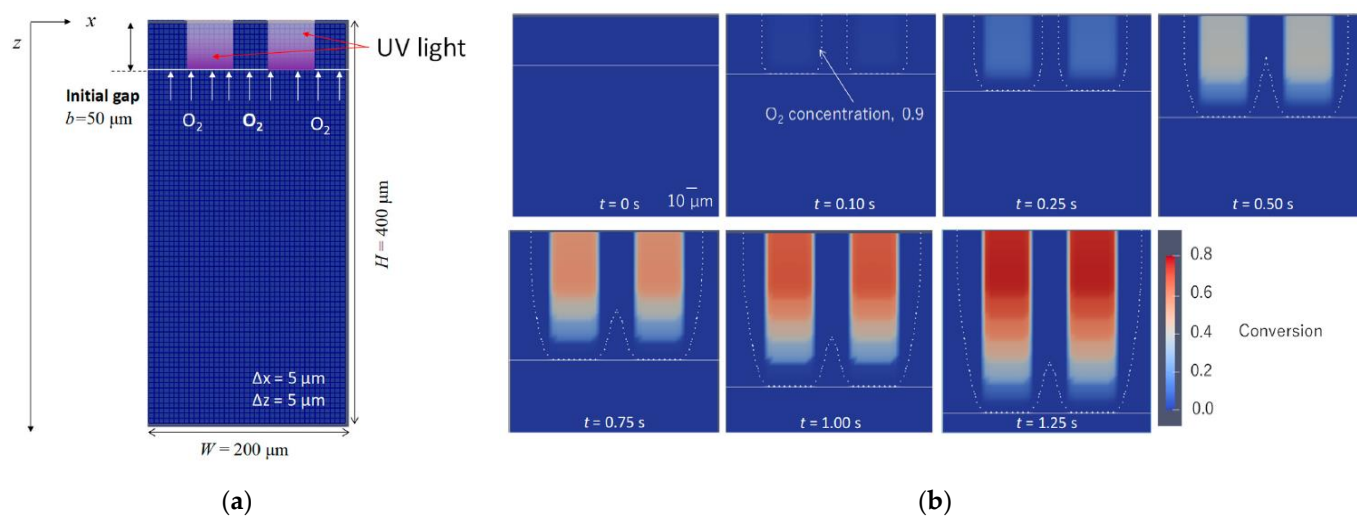 x
z
UV light
Initial gap
b=50 μm
O₂ O₂ O₂
H = 400 μm
Δx = 5 μm
Δz = 5 μm
W = 200 μm
(a)
O₂ concentration, 0.9
t = 0 s
10 μm
t = 0.10 s
t = 0.25 s
t = 0.50 s
t = 0.75 s
t = 1.00 s
t = 1.25 s
0.8
0.6
0.4
0.2
0.0
Conversion
(b)